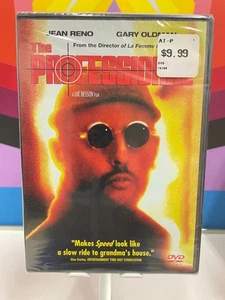 JEAN RENO GARY OLDMAN
From the Director of La Femme
AT-P
$9.99
The
PROFESSIONAL
A LUC BESSON FILM
"Makes Speed look like
a slow ride to grandma's house."
DVD